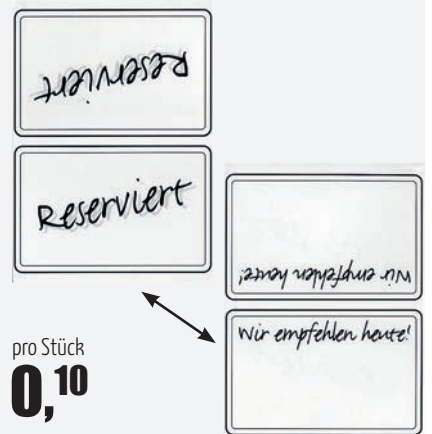 Reserviert
Reserviert
Wir empfehlen heute!
Wir empfehlen heute!
pro Stück
0,10